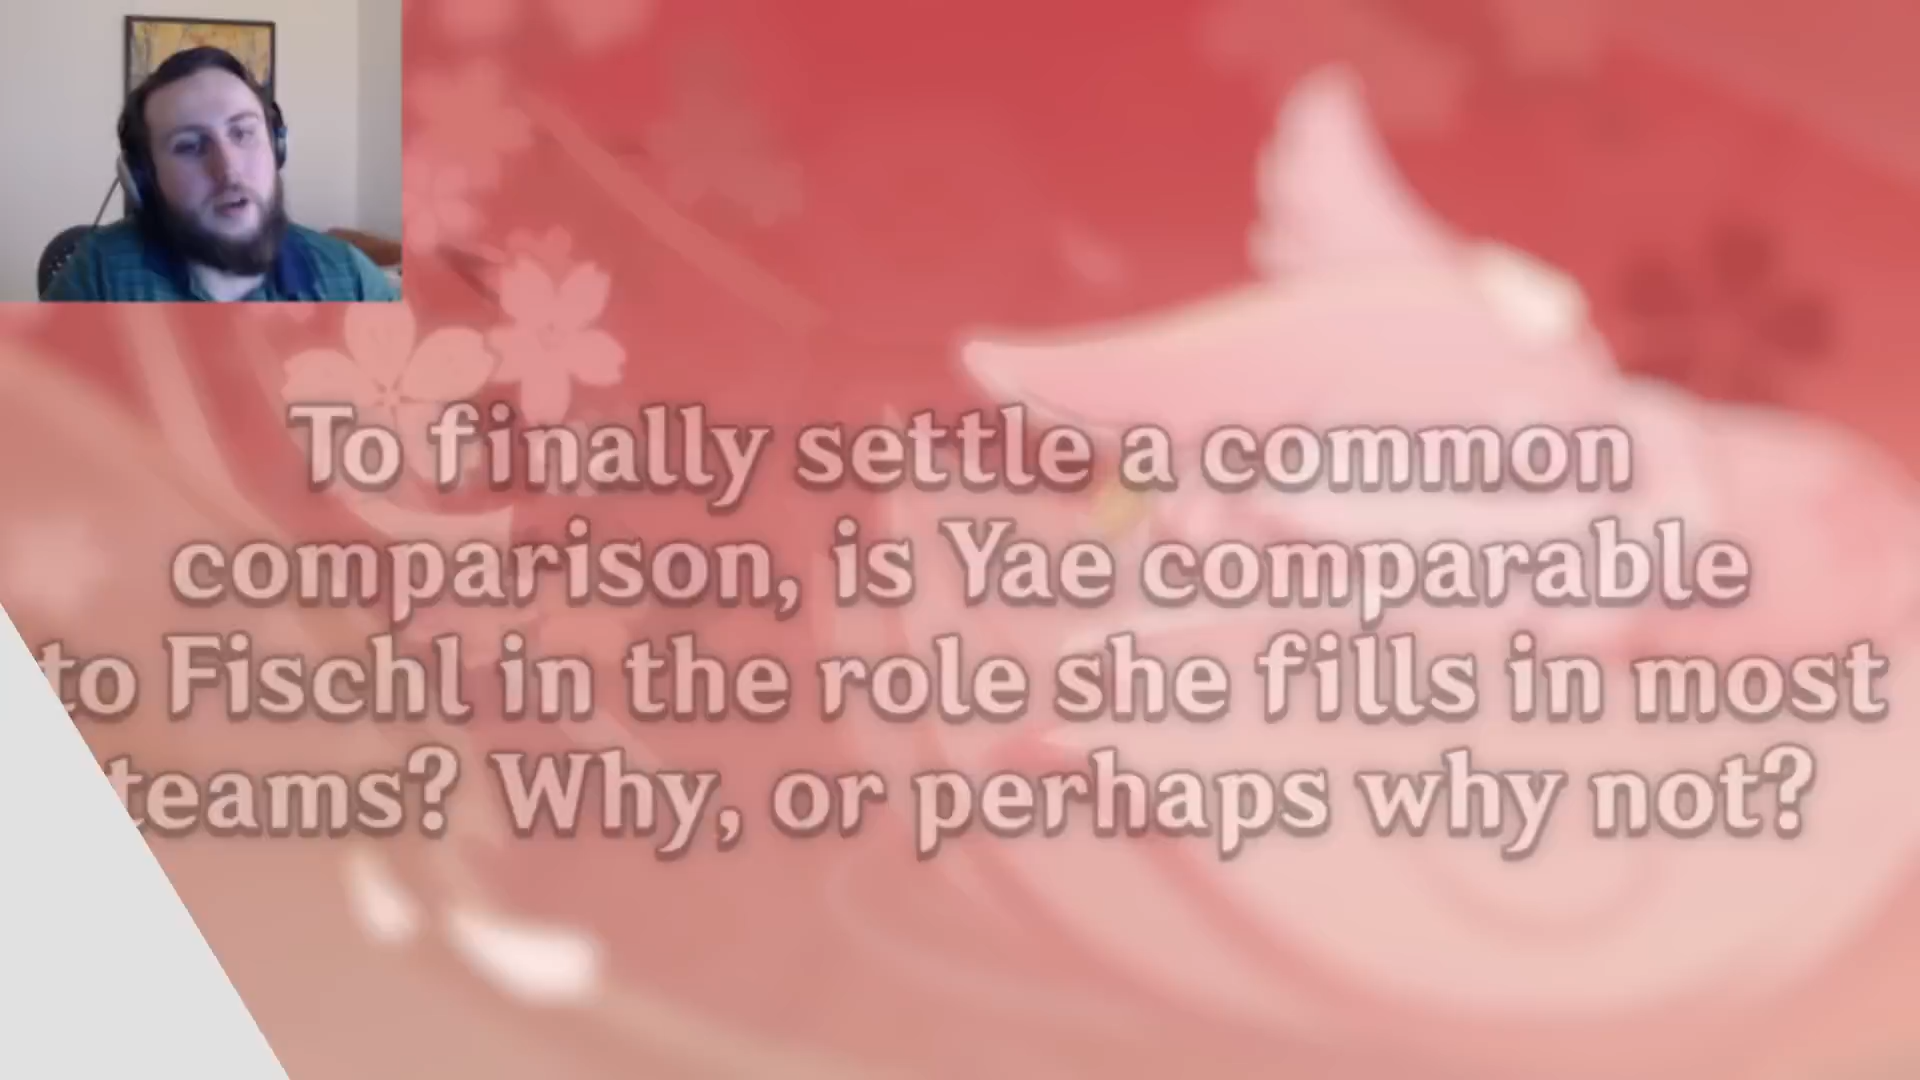 To finally settle a common
comparison, is Yae comparable
to Fischl in the role she fills in most
teams? Why, or perhaps why not?